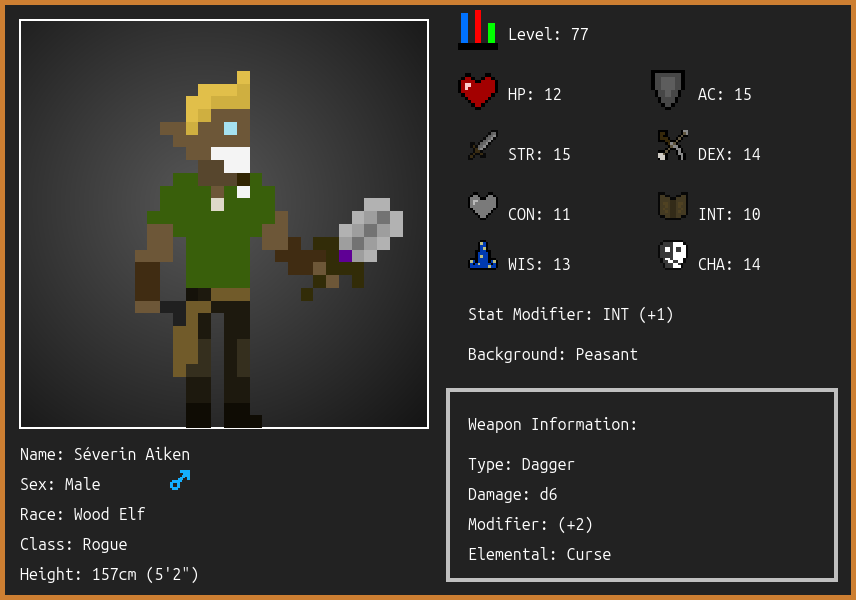 Level: 77
HP: 12
AC: 15
STR: 15
DEX: 14
CON: 11
INT: 10
WIS: 13
CHA: 14
Stat Modifier: INT (+1)
Background: Peasant
Weapon Information:
Type: Dagger
Damage: d6
Modifier: (+2)
Elemental: Curse
Name: Séverin Aiken
Sex: Male
Race: Wood Elf
Class: Rogue
Height: 157cm (5'2")